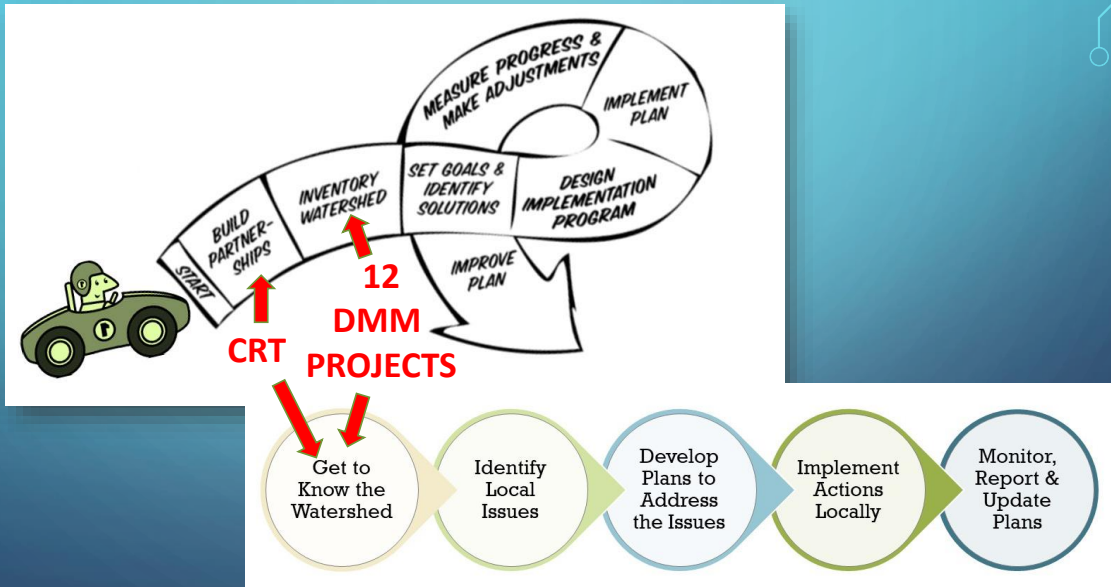 START
BUILD
PARTNER-
SHIPS
INVENTORY
WATERSHED
SET GOALS &
IDENTIFY
SOLUTIONS
DESIGN
IMPLEMENTATION
PROGRAM
IMPLEMENT
PLAN
MEASURE PROGRESS &
MAKE ADJUSTMENTS
IMPROVE
PLAN
1
CRT
12
DMM
PROJECTS
Get to
Know the
Watershed
Identify
Local
Issues
Develop
Plans to
Address
the Issues
Implement
Actions
Locally
Monitor,
Report &
Update
Plans